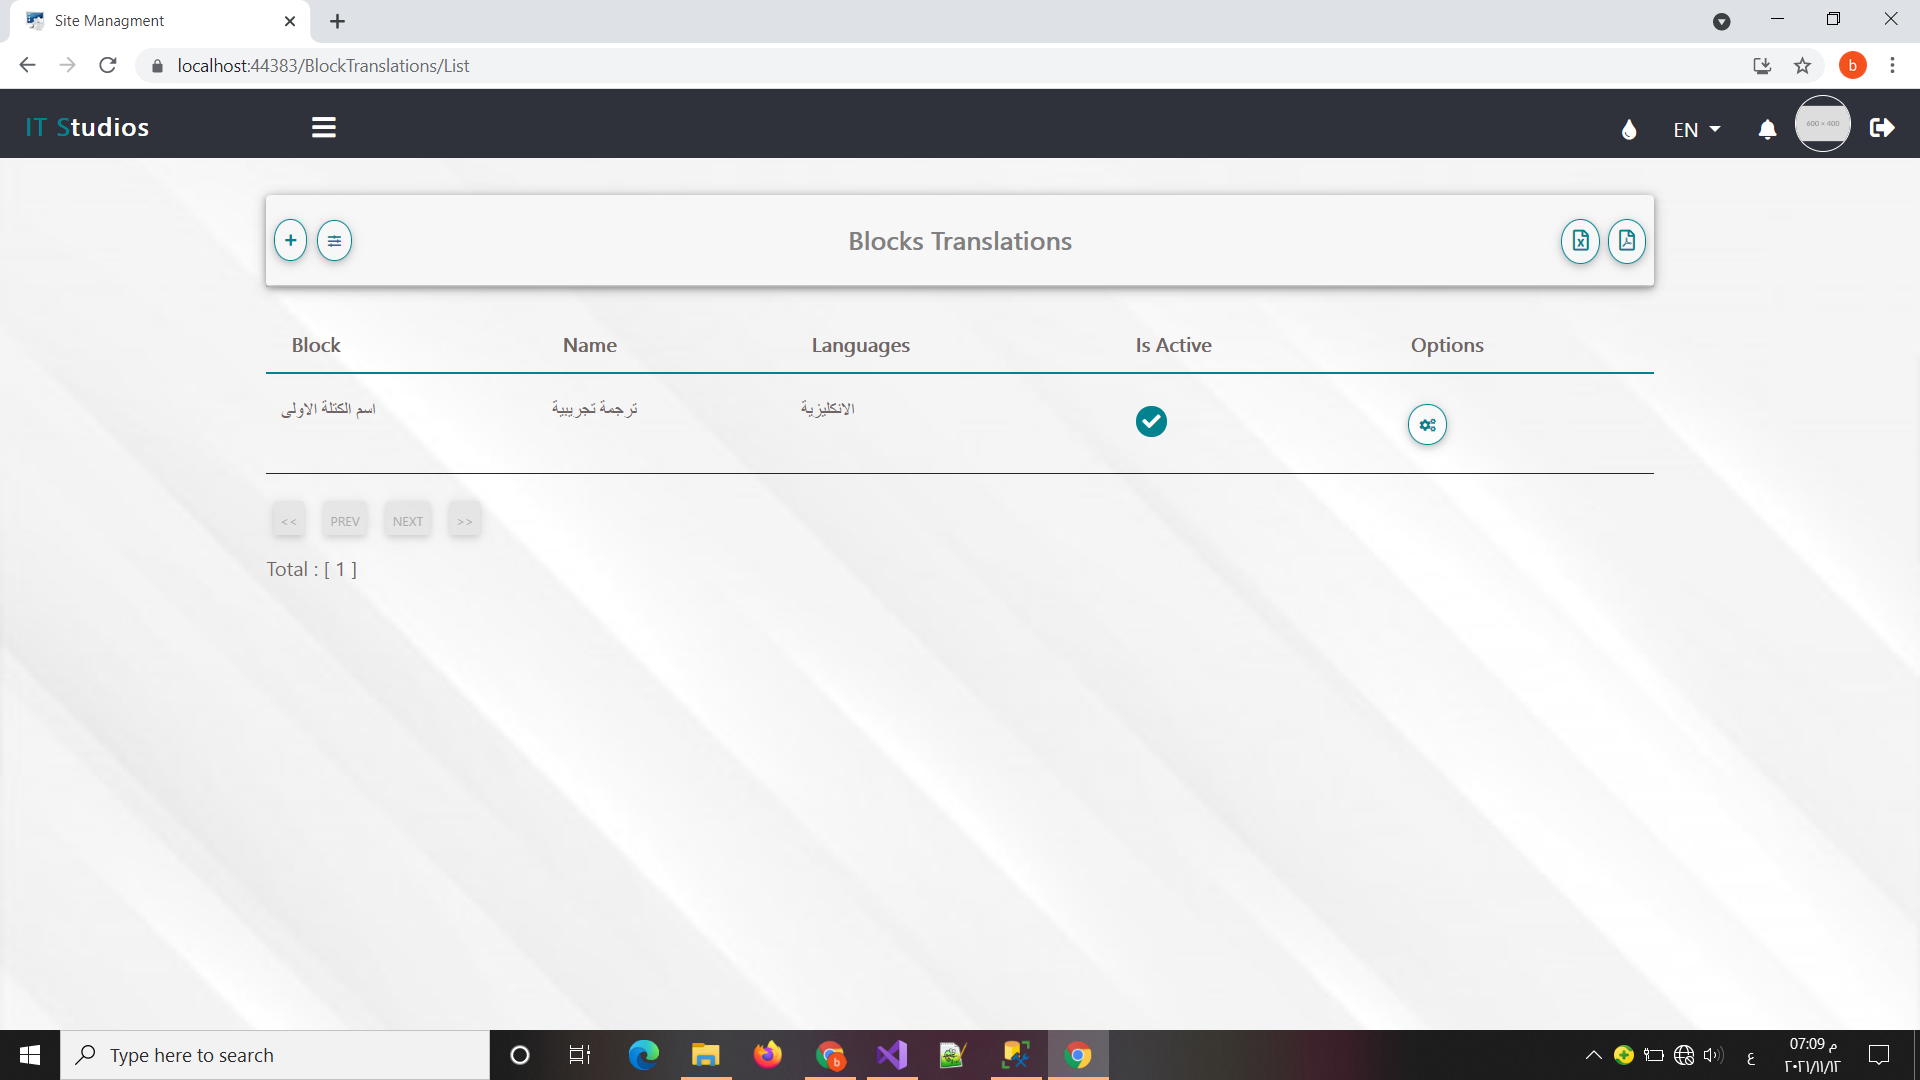 Site Managment
localhost:44383/BlockTranslations/List
b
IT Studios
EN
600 × 400
Blocks Translations
Block Name Languages Is Active Options
اسم الكتلة الاولى ترجمة تجريبية الانكليزية
<< PREV NEXT >>
Total : [ 1 ]
Type here to search
b
ع
07:09 م
٢٠٢١/١١/١٢